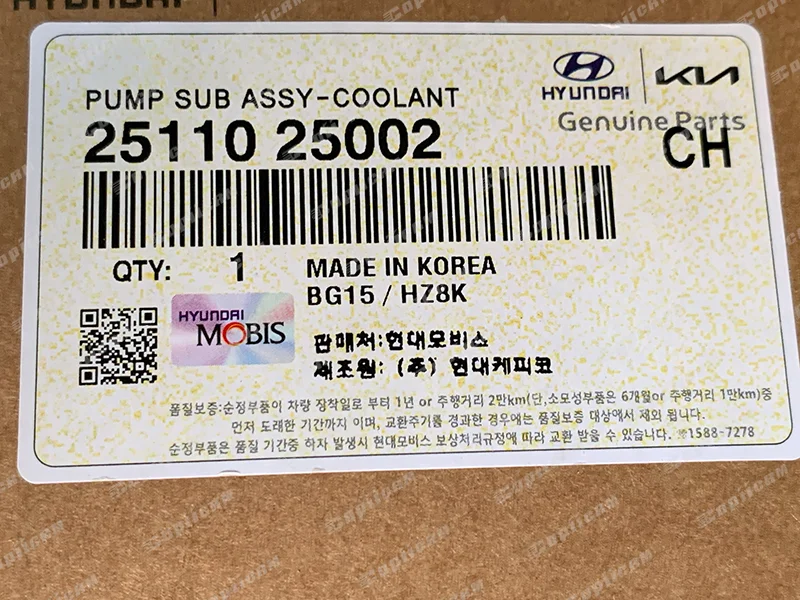 HYUNDAI
HYUNDAI KIA
Genuine Parts
PUMP SUB ASSY-COOLANT
25110 25002
CH
QTY: 1 MADE IN KOREA
BG15 / HZ8K
HYUNDAI
MOBIS
판매처:현대모비스
제조원: (주) 현대케피코
품질보증:순정부품이 차량 장착일로 부터 1년 or 주행거리 2만km(단,소모성부품은 6개월or 주행거리 1만km)중
먼저 도래한 기간까지 이며, 교환주기를 경과한 경우에는 품질보증 대상에서 제외 됩니다.
순정부품은 품질 기간중 하자 발생시 현대모비스 보상처리규정에 따라 교환 받을 수 있습니다. ☎1588-7278